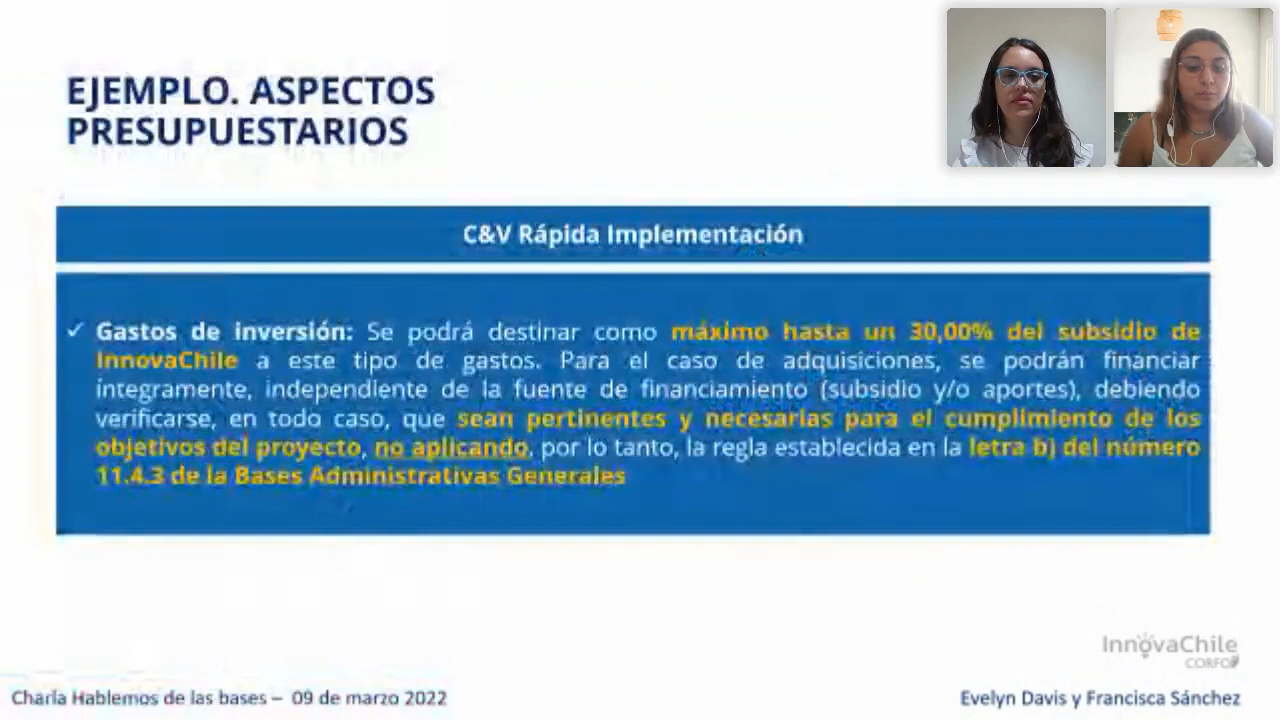 EJEMPLO. ASPECTOS
PRESUPUESTARIOS
C&V Rápida Implementación
✓ Gastos de inversión: Se podrá destinar como máximo hasta un 30,00% del subsidio de
InnovaChile a este tipo de gastos. Para el caso de adquisiciones, se podrán financiar
íntegramente, independiente de la fuente de financiamiento (subsidio y/o aportes), debiendo
verificarse, en todo caso, que sean pertinentes y necesarias para el cumplimiento de los
objetivos del proyecto, no aplicando, por lo tanto, la regla establecida en la letra b) del número
11.4.3 de la Bases Administrativas Generales
InnovaChile
CORFO
Charla Hablemos de las bases – 09 de marzo 2022
Evelyn Davis y Francisca Sánchez